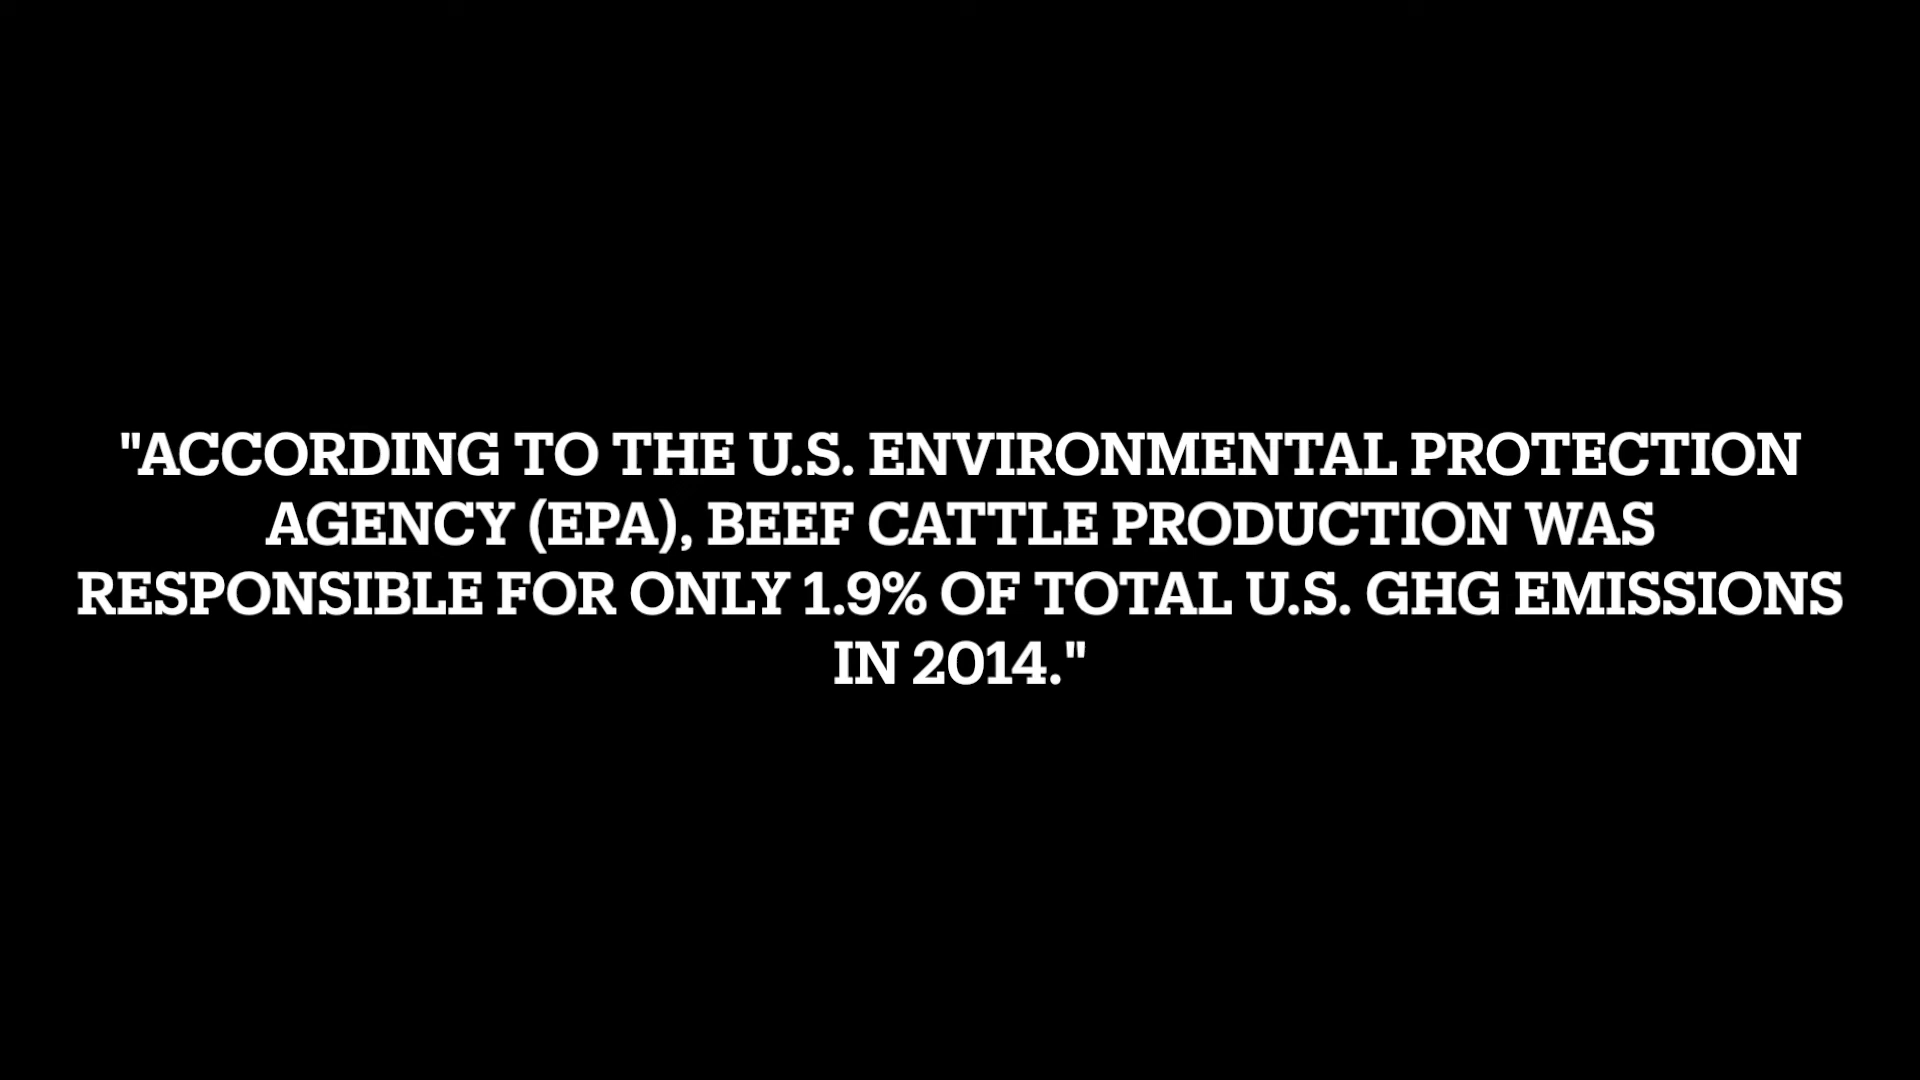 "ACCORDING TO THE U.S. ENVIRONMENTAL PROTECTION
AGENCY (EPA), BEEF CATTLE PRODUCTION WAS
RESPONSIBLE FOR ONLY 1.9% OF TOTAL U.S. GHG EMISSIONS
IN 2014."